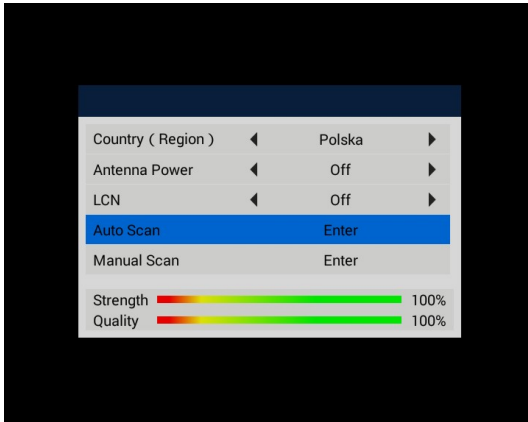 Country ( Region ) Polska
Antenna Power Off
LCN Off
Auto Scan Enter
Manual Scan Enter
Strength 100%
Quality 100%